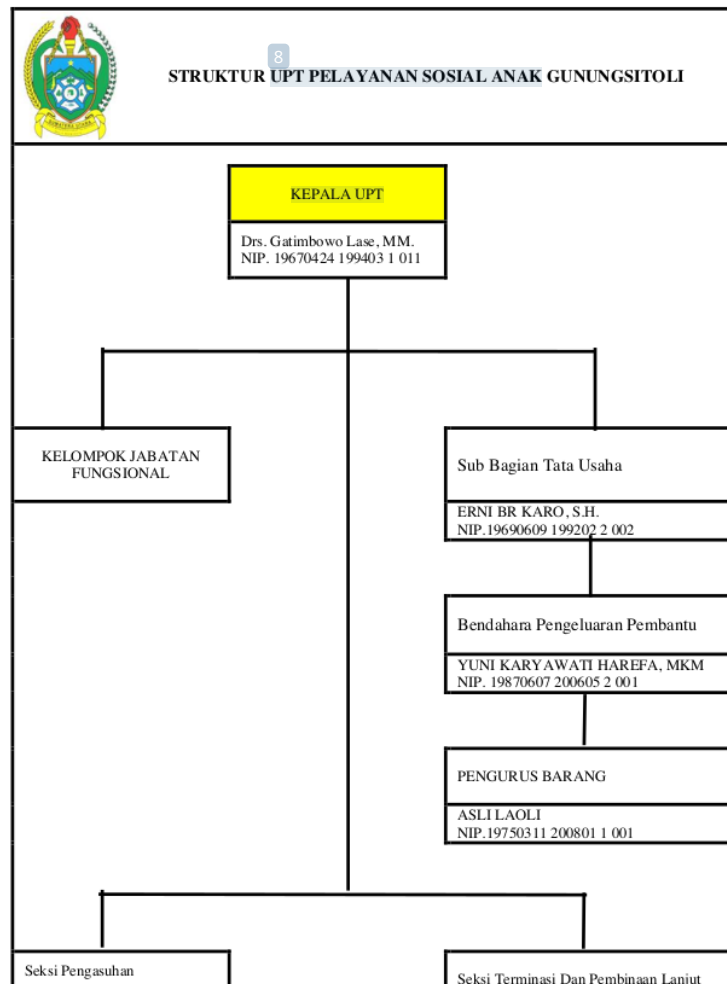 8
STRUKTUR UPT PELAYANAN SOSIAL ANAK GUNUNGSITOLI
SUMATERA UTARA
KEPALA UPT
Drs. Gatimbowo Lase, MM.
NIP. 19670424 199403 1 011
KELOMPOK JABATAN
FUNGSIONAL
Sub Bagian Tata Usaha
ERNI BR KARO, S.H.
NIP.19690609 199202 2 002
Bendahara Pengeluaran Pembantu
YUNI KARYAWATI HAREFA, MKM
NIP. 19870607 200605 2 001
PENGURUS BARANG
ASLI LAOLI
NIP.19750311 200801 1 001
Seksi Pengasuhan
Seksi Terminasi Dan Pembinaan Lanjut